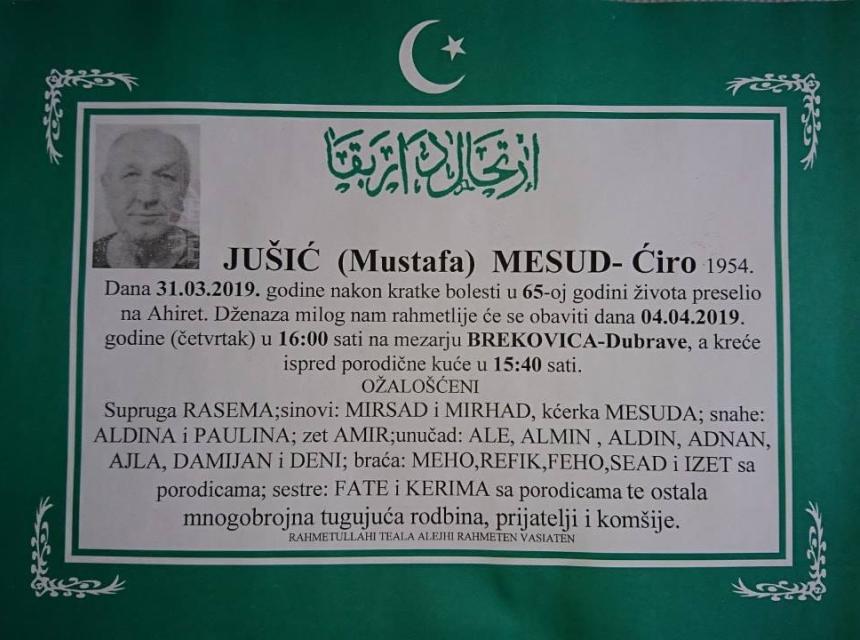 إرتحال دار بقا
JUŠIĆ (Mustafa) MESUD- Ćiro 1954.
Dana 31.03.2019. godine nakon kratke bolesti u 65-oj godini života preselio
na Ahiret. Dženaza milog nam rahmetlije će se obaviti dana 04.04.2019.
godine (četvrtak) u 16:00 sati na mezarju BREKOVICA-Dubrave, a kreće
ispred porodične kuće u 15:40 sati.
OŽALOŠĆENI
Supruga RASEMA;sinovi: MIRSAD i MIRHAD, kćerka MESUDA; snahe:
ALDINA i PAULINA; zet AMIR;unučad: ALE, ALMIN , ALDIN, ADNAN,
AJLA, DAMIJAN i DENI; braća: MEHO,REFIK,FEHO,SEAD i IZET sa
porodicama; sestre: FATE i KERIMA sa porodicama te ostala
mnogobrojna tugujuća rodbina, prijatelji i komšije.
RAHMETULLAHI TEALA ALEJHI RAHMETEN VASIATEN